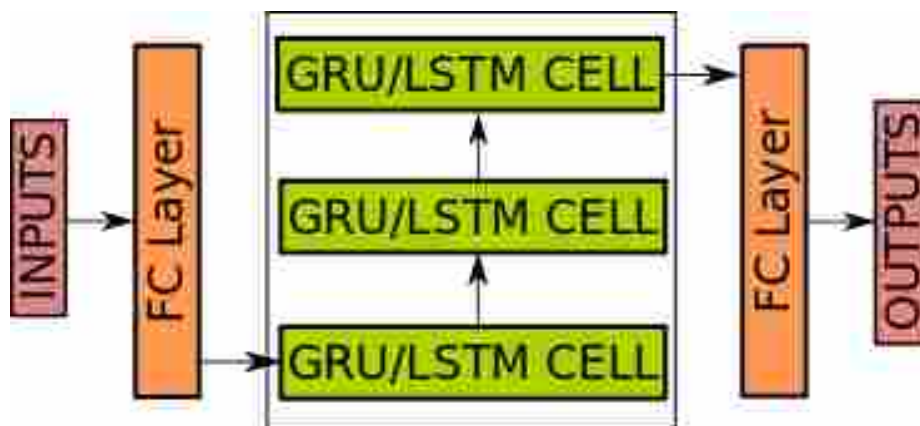 INPUTS
FC Layer
GRU/LSTM CELL
GRU/LSTM CELL
GRU/LSTM CELL
FC Layer
OUTPUTS